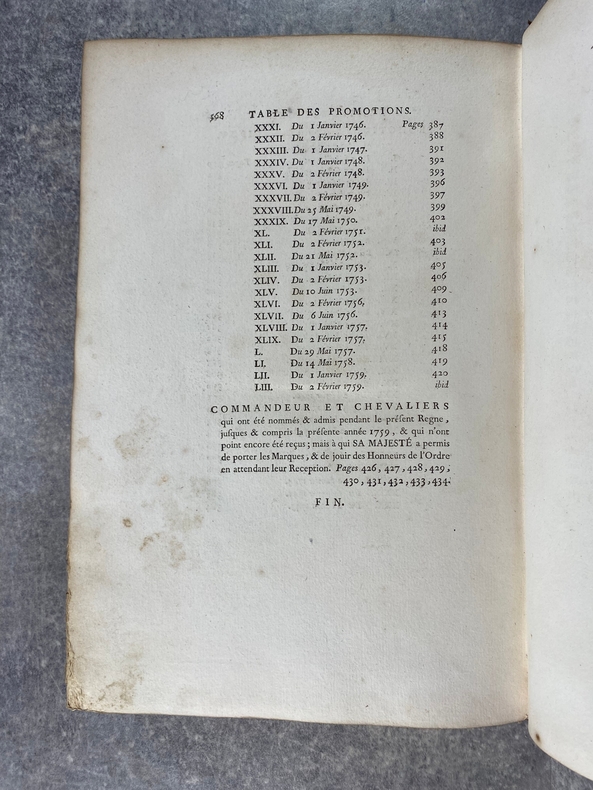 568 TABLE DES PROMOTIONS.
XXXI. Du 1 Janvier 1746. Pages 387
XXXII. Du 2 Février 1746. 388
XXXIII. Du 1 Janvier 1747. 391
XXXIV. Du 1 Janvier 1748. 392
XXXV. Du 2 Février 1748. 393
XXXVI. Du 1 Janvier 1749. 396
XXXVII. Du 2 Février 1749. 397
XXXVIII. Du 25 Mai 1749. 399
XXXIX. Du 17 Mai 1750. 402
XL. Du 2 Février 1751. ibid
XLI. Du 2 Février 1752. 403
XLII. Du 21 Mai 1752. ibid
XLIII. Du 1 Janvier 1753. 405
XLIV. Du 2 Février 1753. 406
XLV. Du 10 Juin 1753. 409
XLVI. Du 2 Février 1756. 410
XLVII. Du 6 Juin 1756. 413
XLVIII. Du 1 Janvier 1757. 414
XLIX. Du 2 Février 1757. 415
L. Du 29 Mai 1757. 418
LI. Du 14 Mai 1758. 419
LII. Du 1 Janvier 1759. 420
LIII. Du 2 Février 1759. ibid
COMMANDEUR ET CHEVALIERS
qui ont été nommés & admis pendant le préſent Regne,
juſques & compris la préſente année 1759, & qui n'ont
point encore été reçus; mais à qui SA MAJESTÉ a permis
de porter les Marques, & de jouir des Honneurs de l'Ordre
en attendant leur Reception. Pages 426, 427, 428, 429,
430, 431, 432, 433, 434.
FIN.